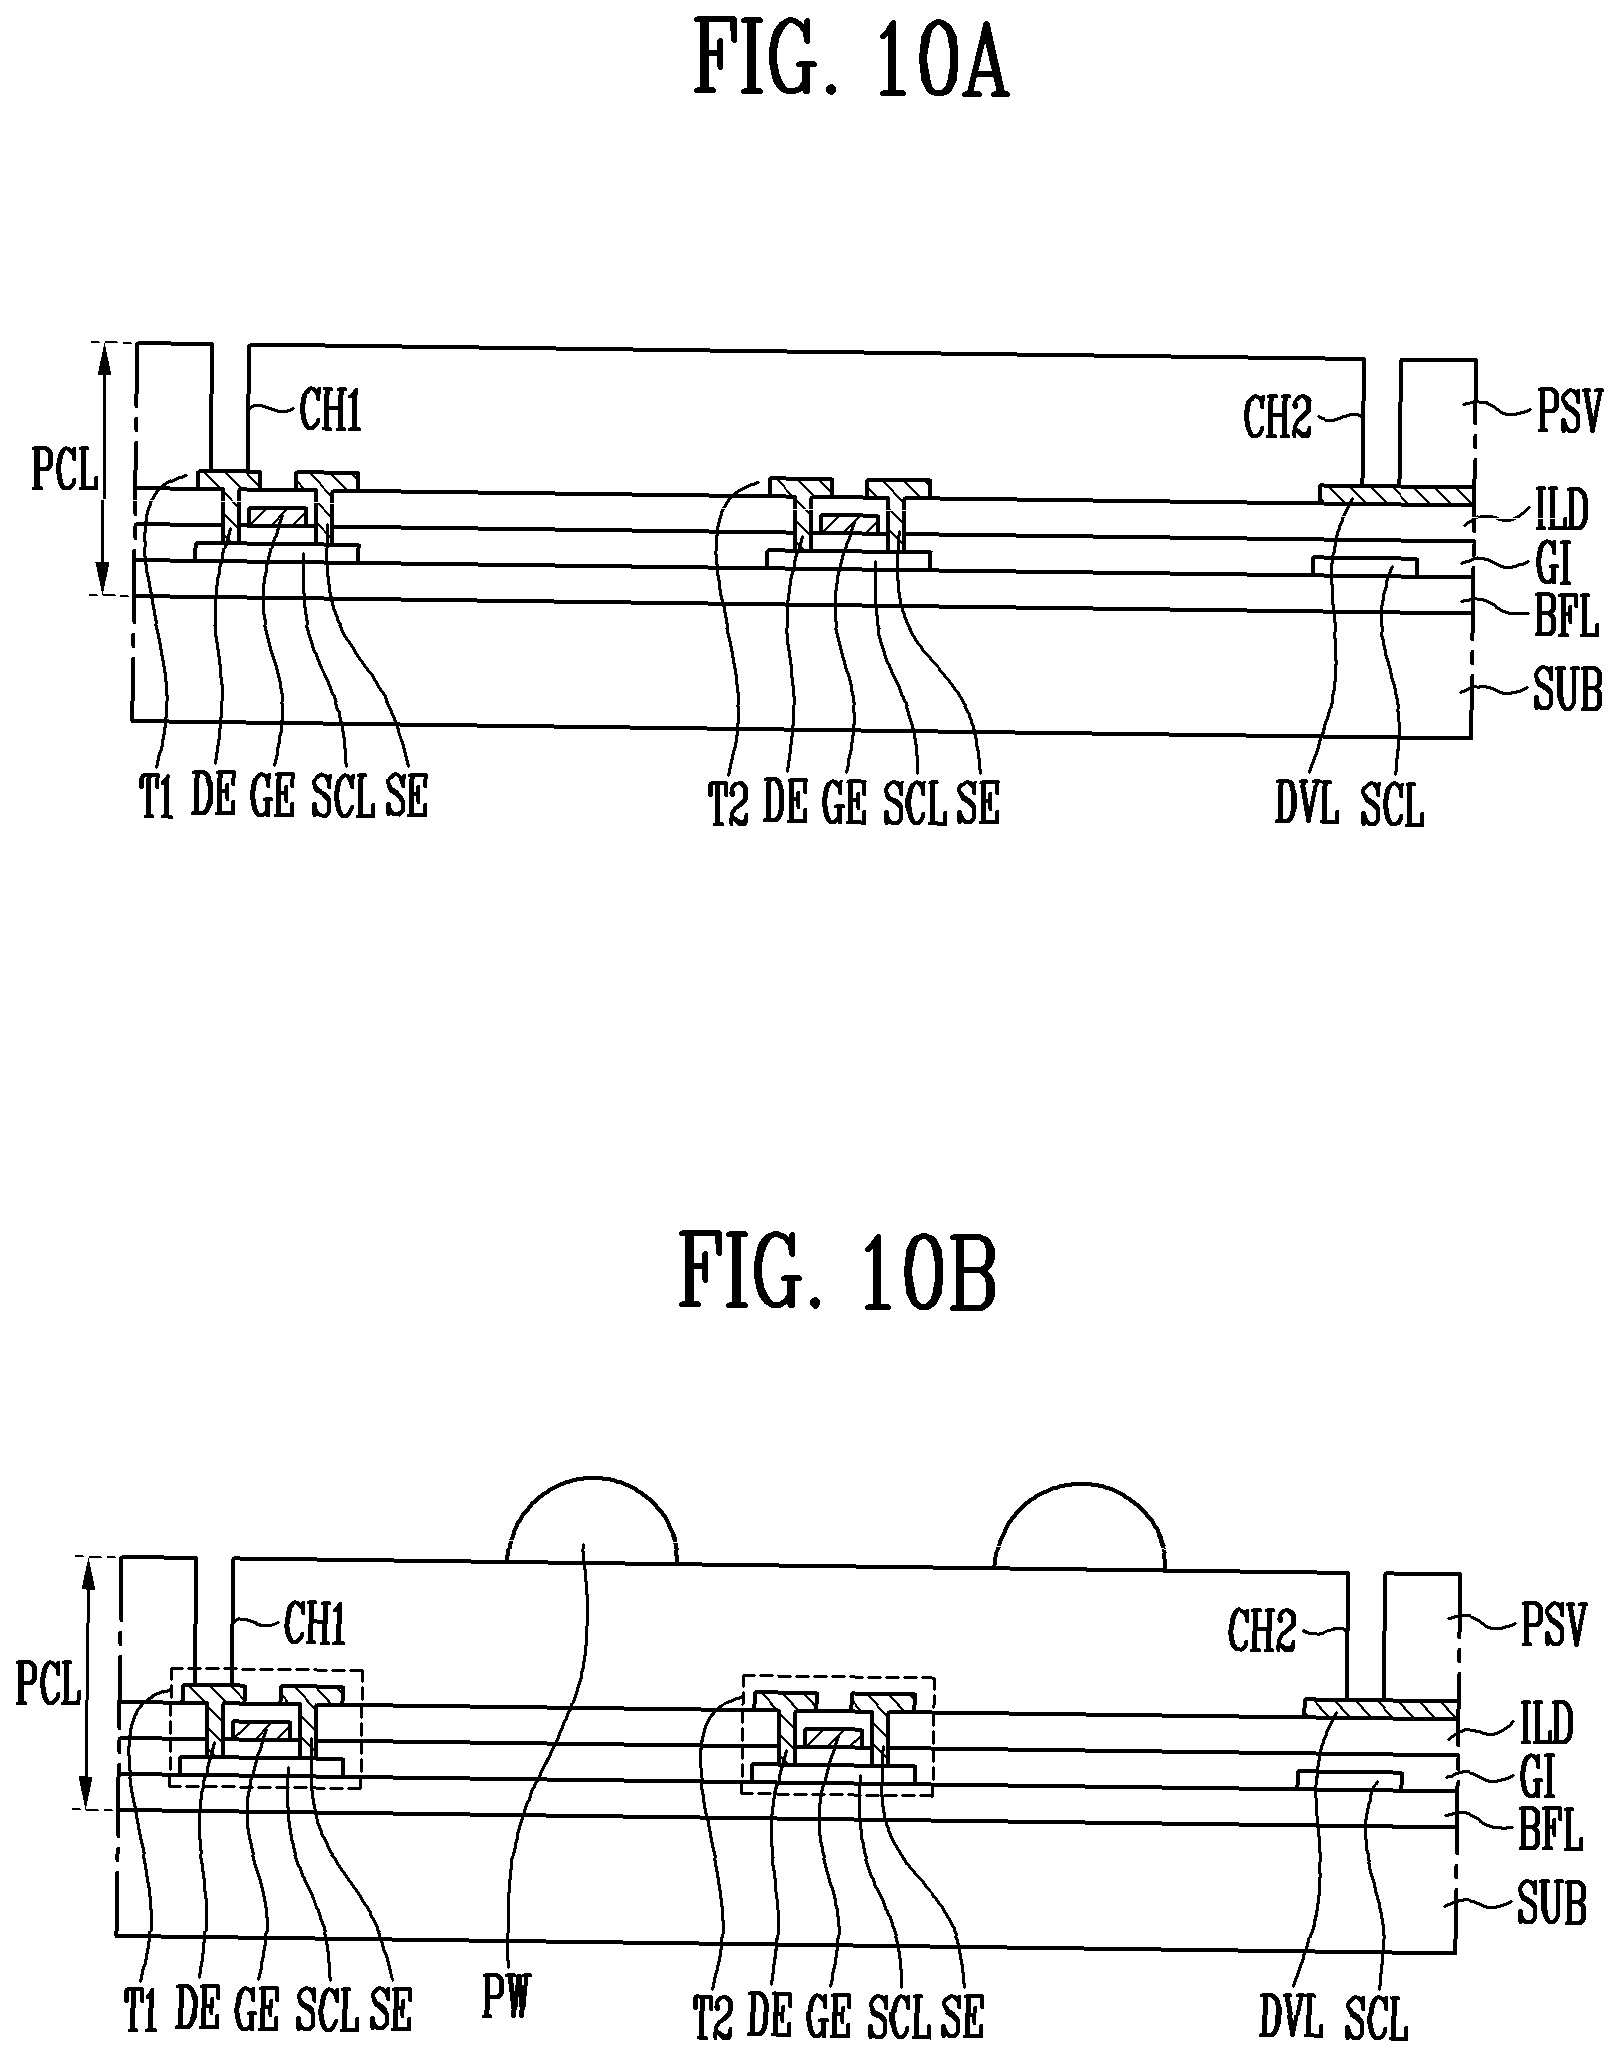 FIG. 10A
CH1
CH2
PSV
PCL
ILD
GI
BFL
SUB
T1 DE GE SCL SE
T2 DE GE SCL SE
DVL SCL
FIG. 10B
CH1
CH2
PSV
PCL
ILD
GI
BFL
SUB
T1 DE GE SCL SE
PW
T2 DE GE SCL SE
DVL SCL